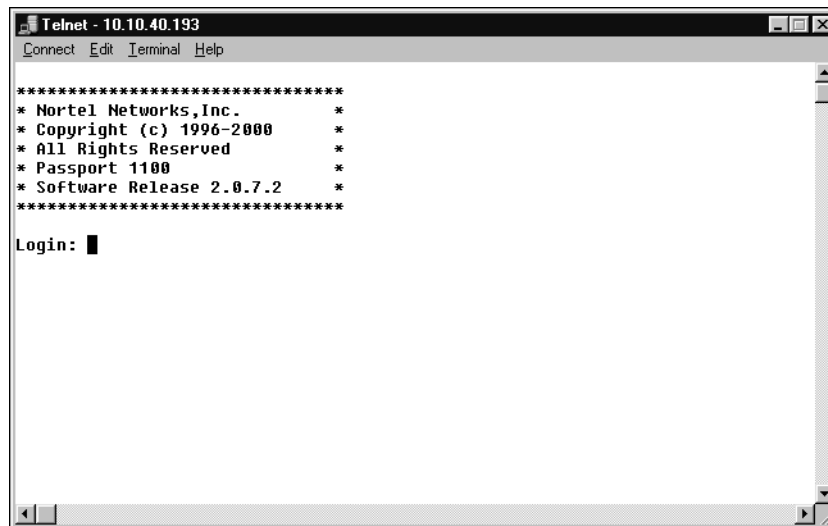 Telnet - 10.10.40.193
Connect Edit Terminal Help
********************************
* Nortel Networks,Inc. *
* Copyright (c) 1996-2000 *
* All Rights Reserved *
* Passport 1100 *
* Software Release 2.0.7.2 *
********************************
Login: